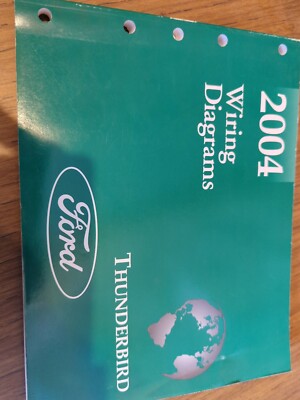 2004
Wiring
Diagrams
Ford
THUNDERBIRD